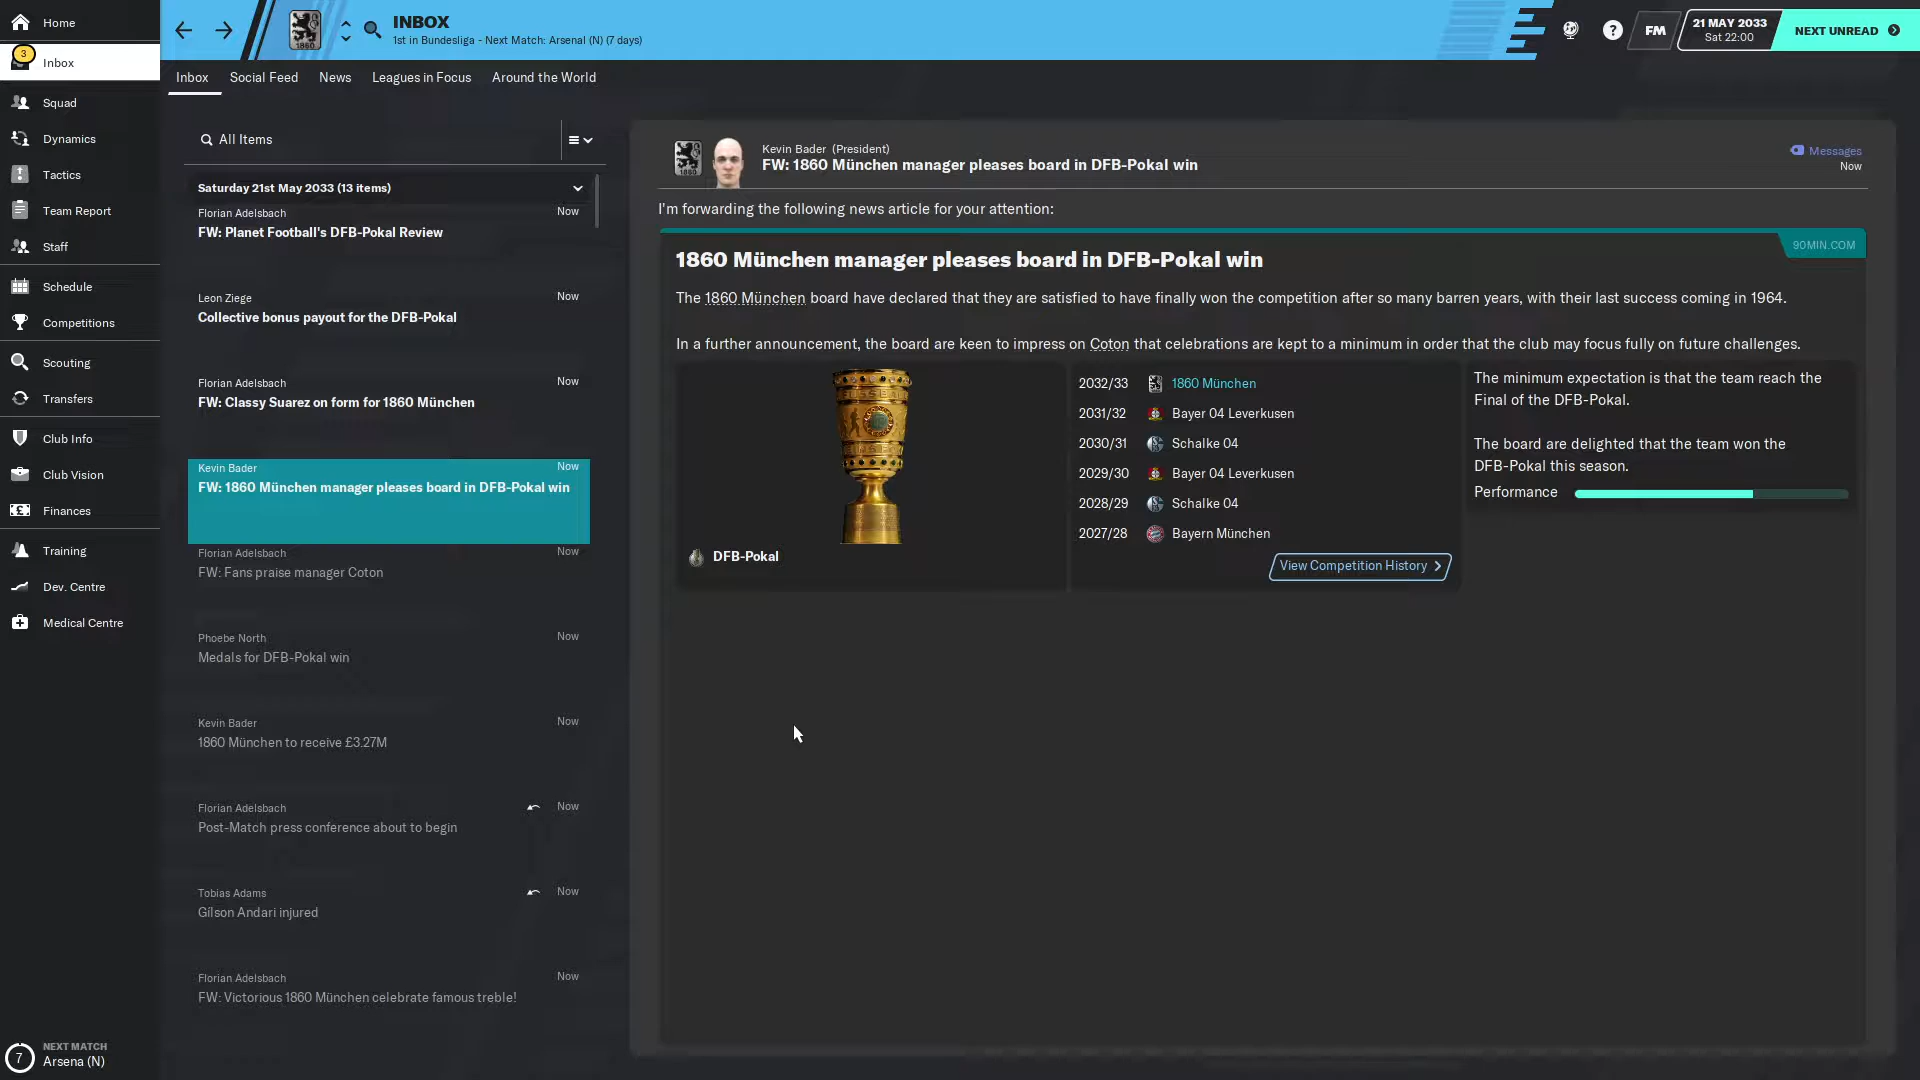 Home
3
Inbox
Squad
Dynamics
Tactics
Team Report
Staff
Schedule
Competitions
Scouting
Transfers
Club Info
Club Vision
Finances
Training
Dev. Centre
Medical Centre
7
NEXT MATCH
Arsena (N)
1860
INBOX
1st in Bundesliga - Next Match: Arsenal (N) (7 days)
?
FM
21 MAY 2033
Sat 22:00
NEXT UNREAD
Inbox
Social Feed
News
Leagues in Focus
Around the World
All Items
Saturday 21st May 2033 (13 items)
Florian Adelsbach
Now
FW: Planet Football's DFB-Pokal Review
Leon Ziege
Now
Collective bonus payout for the DFB-Pokal
Florian Adelsbach
Now
FW: Classy Suarez on form for 1860 München
Kevin Bader
Now
FW: 1860 München manager pleases board in DFB-Pokal win
Florian Adelsbach
Now
FW: Fans praise manager Coton
Phoebe North
Now
Medals for DFB-Pokal win
Kevin Bader
Now
1860 München to receive £3.27M
Florian Adelsbach
Now
Post-Match press conference about to begin
Tobias Adams
Now
Gílson Andari injured
Florian Adelsbach
Now
FW: Victorious 1860 München celebrate famous treble!
1860
Kevin Bader (President)
FW: 1860 München manager pleases board in DFB-Pokal win
Messages
Now
I'm forwarding the following news article for your attention:
90MIN.COM
1860 München manager pleases board in DFB-Pokal win
The 1860 München board have declared that they are satisfied to have finally won the competition after so many barren years, with their last success coming in 1964.
In a further announcement, the board are keen to impress on Coton that celebrations are kept to a minimum in order that the club may focus fully on future challenges.
DFB-Pokal
2032/33 1860 München
2031/32 Bayer 04 Leverkusen
2030/31 Schalke 04
2029/30 Bayer 04 Leverkusen
2028/29 Schalke 04
2027/28 Bayern München
View Competition History
The minimum expectation is that the team reach the
Final of the DFB-Pokal.
The board are delighted that the team won the
DFB-Pokal this season.
Performance